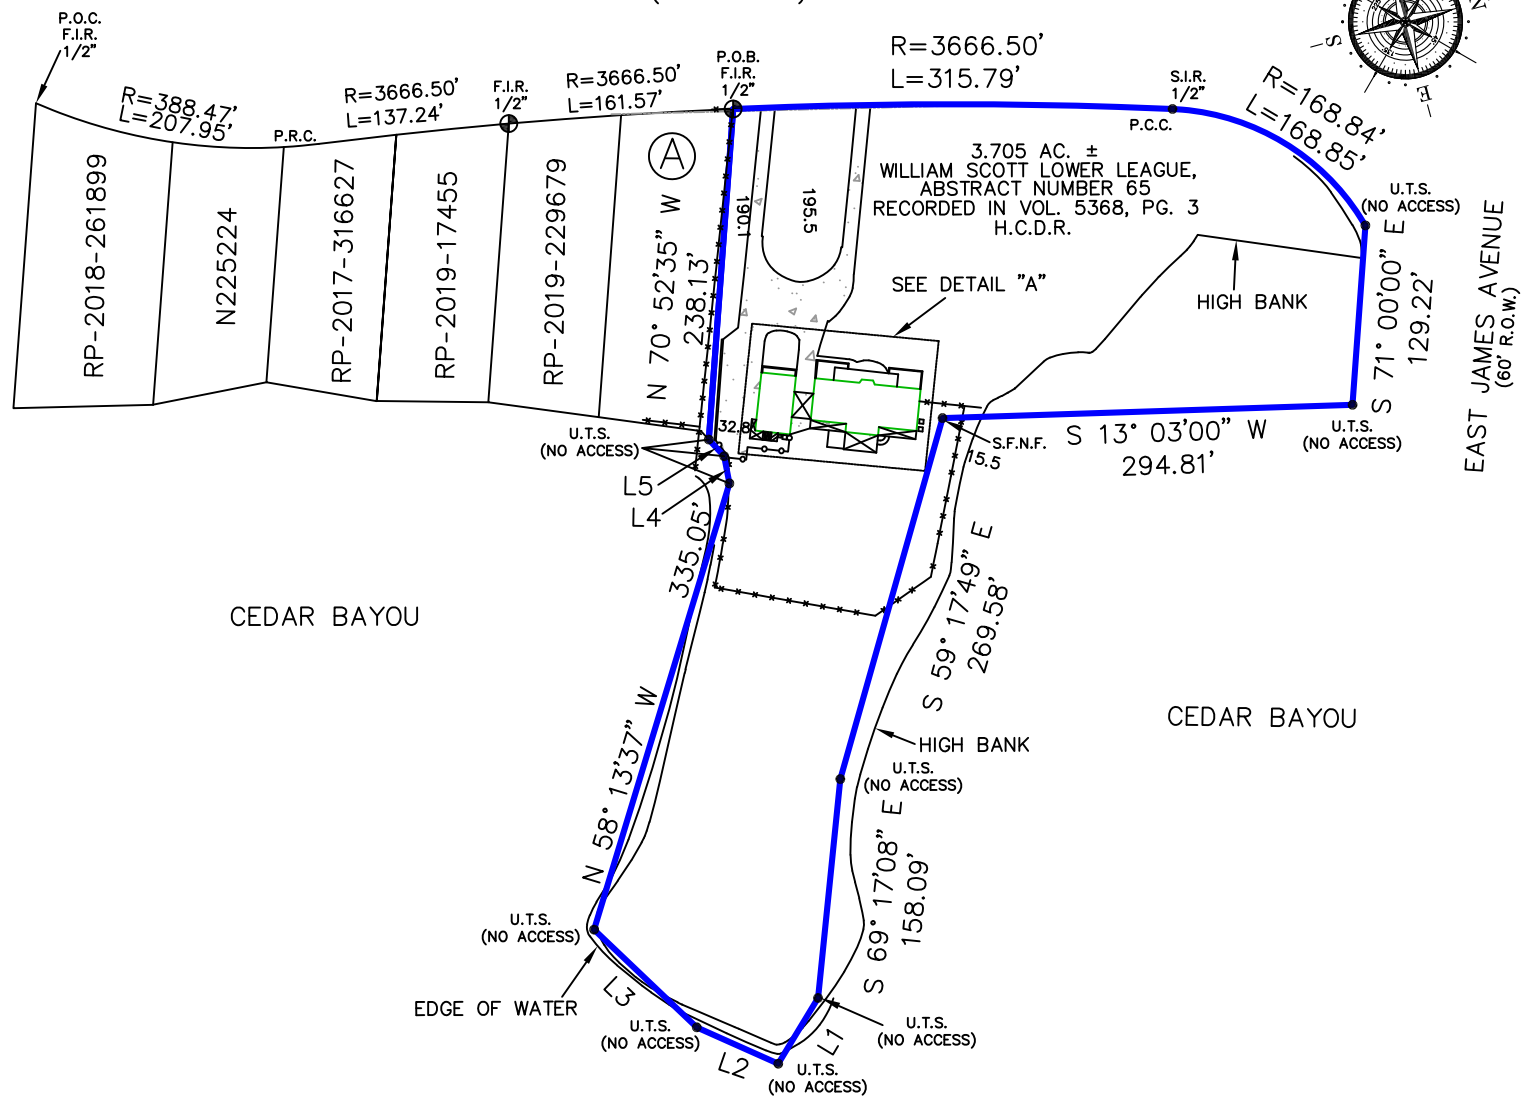 P.O.C.
F.I.R.
1/2"
R=388.47'
L=207.95'
P.R.C.
R=3666.50'
L=137.24'
F.I.R.
1/2"
R=3666.50'
L=161.57'
P.O.B.
F.I.R.
1/2"
R=3666.50'
L=315.79'
S.I.R.
1/2"
P.C.C.
R=168.84'
L=168.85'
S
E
U.T.S.
(NO ACCESS)
RP-2018-261899
N225224
RP-2017-316627
RP-2019-17455
RP-2019-229679
A
N 70° 52'35" W
238.13'
190.1
195.5
3.705 AC. ±
WILLIAM SCOTT LOWER LEAGUE,
ABSTRACT NUMBER 65
RECORDED IN VOL. 5368, PG. 3
H.C.D.R.
SEE DETAIL "A"
HIGH BANK
S 71° 00'00" E
129.22'
EAST JAMES AVENUE
(60' R.O.W.)
U.T.S.
(NO ACCESS)
32.8
S.F.N.F.
15.5
S 13° 03'00" W
294.81'
U.T.S.
(NO ACCESS)
L5
L4
335.05'
N 58° 13'37" W
CEDAR BAYOU
S 59° 17'49" E
269.58'
CEDAR BAYOU
HIGH BANK
U.T.S.
(NO ACCESS)
S 69° 17'08" E
158.09'
U.T.S.
(NO ACCESS)
EDGE OF WATER
L3
U.T.S.
(NO ACCESS)
L2
L1
U.T.S.
(NO ACCESS)
U.T.S.
(NO ACCESS)